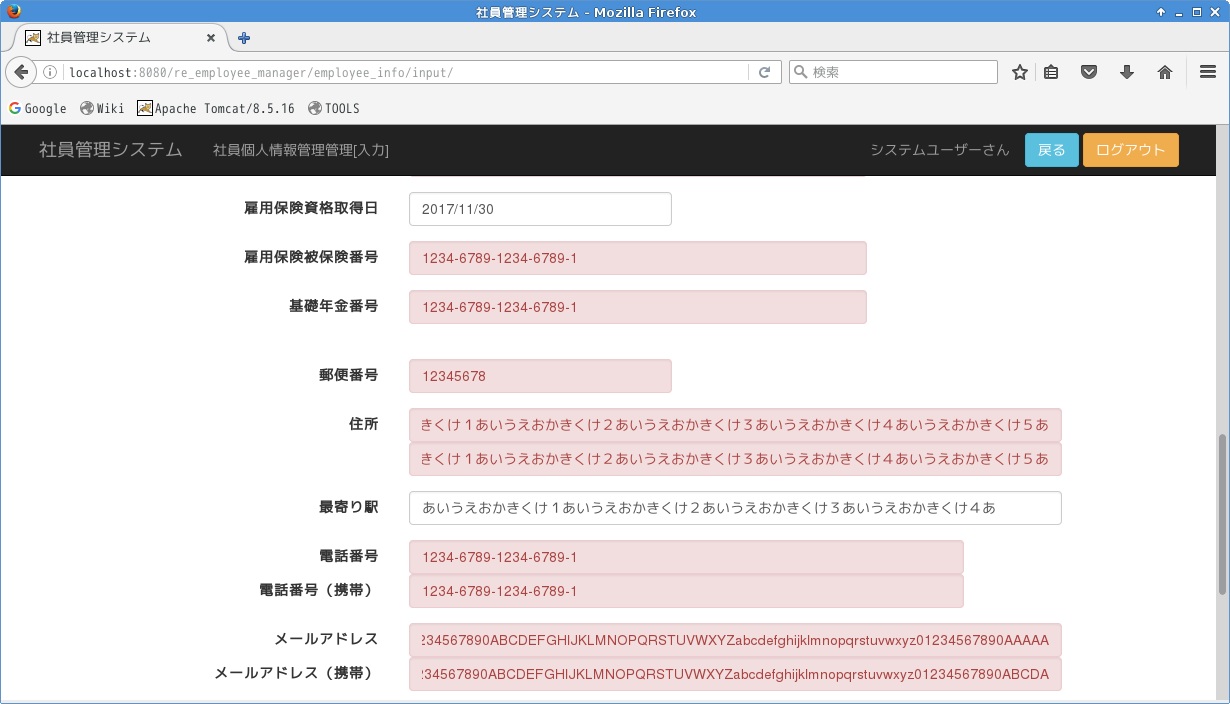 社員管理システム - Mozilla Firefox
社員管理システム
localhost:8080/re_employee_manager/employee_info/input/
検索
Google Wiki Apache Tomcat/8.5.16 TOOLS
社員管理システム 社員個人情報管理管理[入力] システムユーザーさん 戻る ログアウト
雇用保険資格取得日 2017/11/30
雇用保険被保険番号 1234-6789-1234-6789-1
基礎年金番号 1234-6789-1234-6789-1
郵便番号 12345678
住所 きくけ１あいうえおかきくけ２あいうえおかきくけ３あいうえおかきくけ４あいうえおかきくけ５あ
きくけ１あいうえおかきくけ２あいうえおかきくけ３あいうえおかきくけ４あいうえおかきくけ５あ
最寄り駅 あいうえおかきくけ１あいうえおかきくけ２あいうえおかきくけ３あいうえおかきくけ４あ
電話番号 1234-6789-1234-6789-1
電話番号（携帯） 1234-6789-1234-6789-1
メールアドレス 234567890ABCDEFGHIJKLMNOPQRSTUVWXYZabcdefghijklmnopqrstuvwxyz01234567890AAAAA
メールアドレス（携帯） 234567890ABCDEFGHIJKLMNOPQRSTUVWXYZabcdefghijklmnopqrstuvwxyz01234567890ABCDA